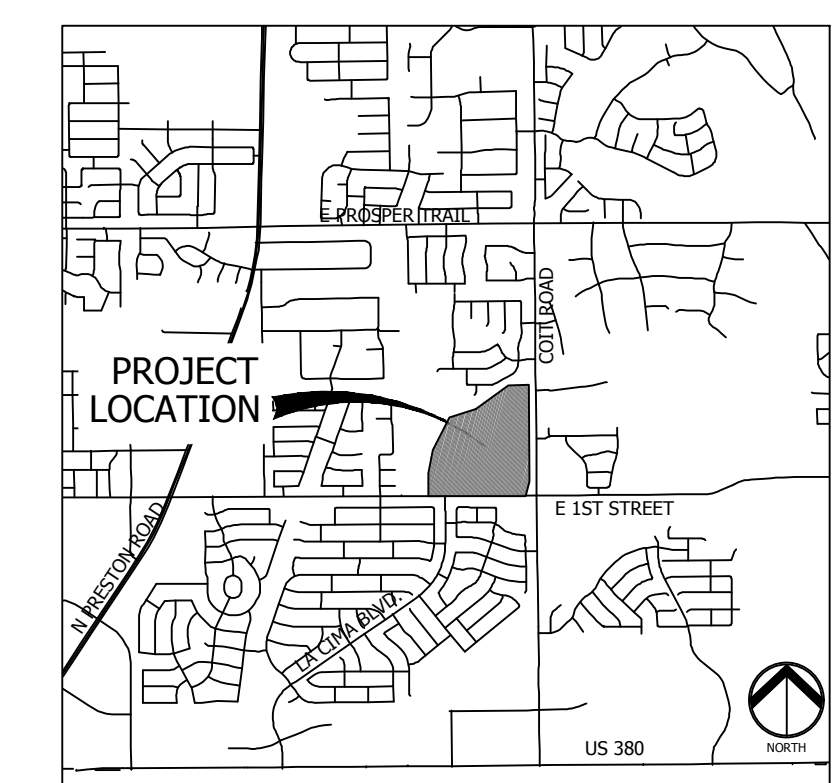 E PROSPER TRAIL
COIT ROAD
PROJECT
LOCATION
E 1ST STREET
N PRESTON ROAD
LA CIMA BLVD.
US 380
NORTH